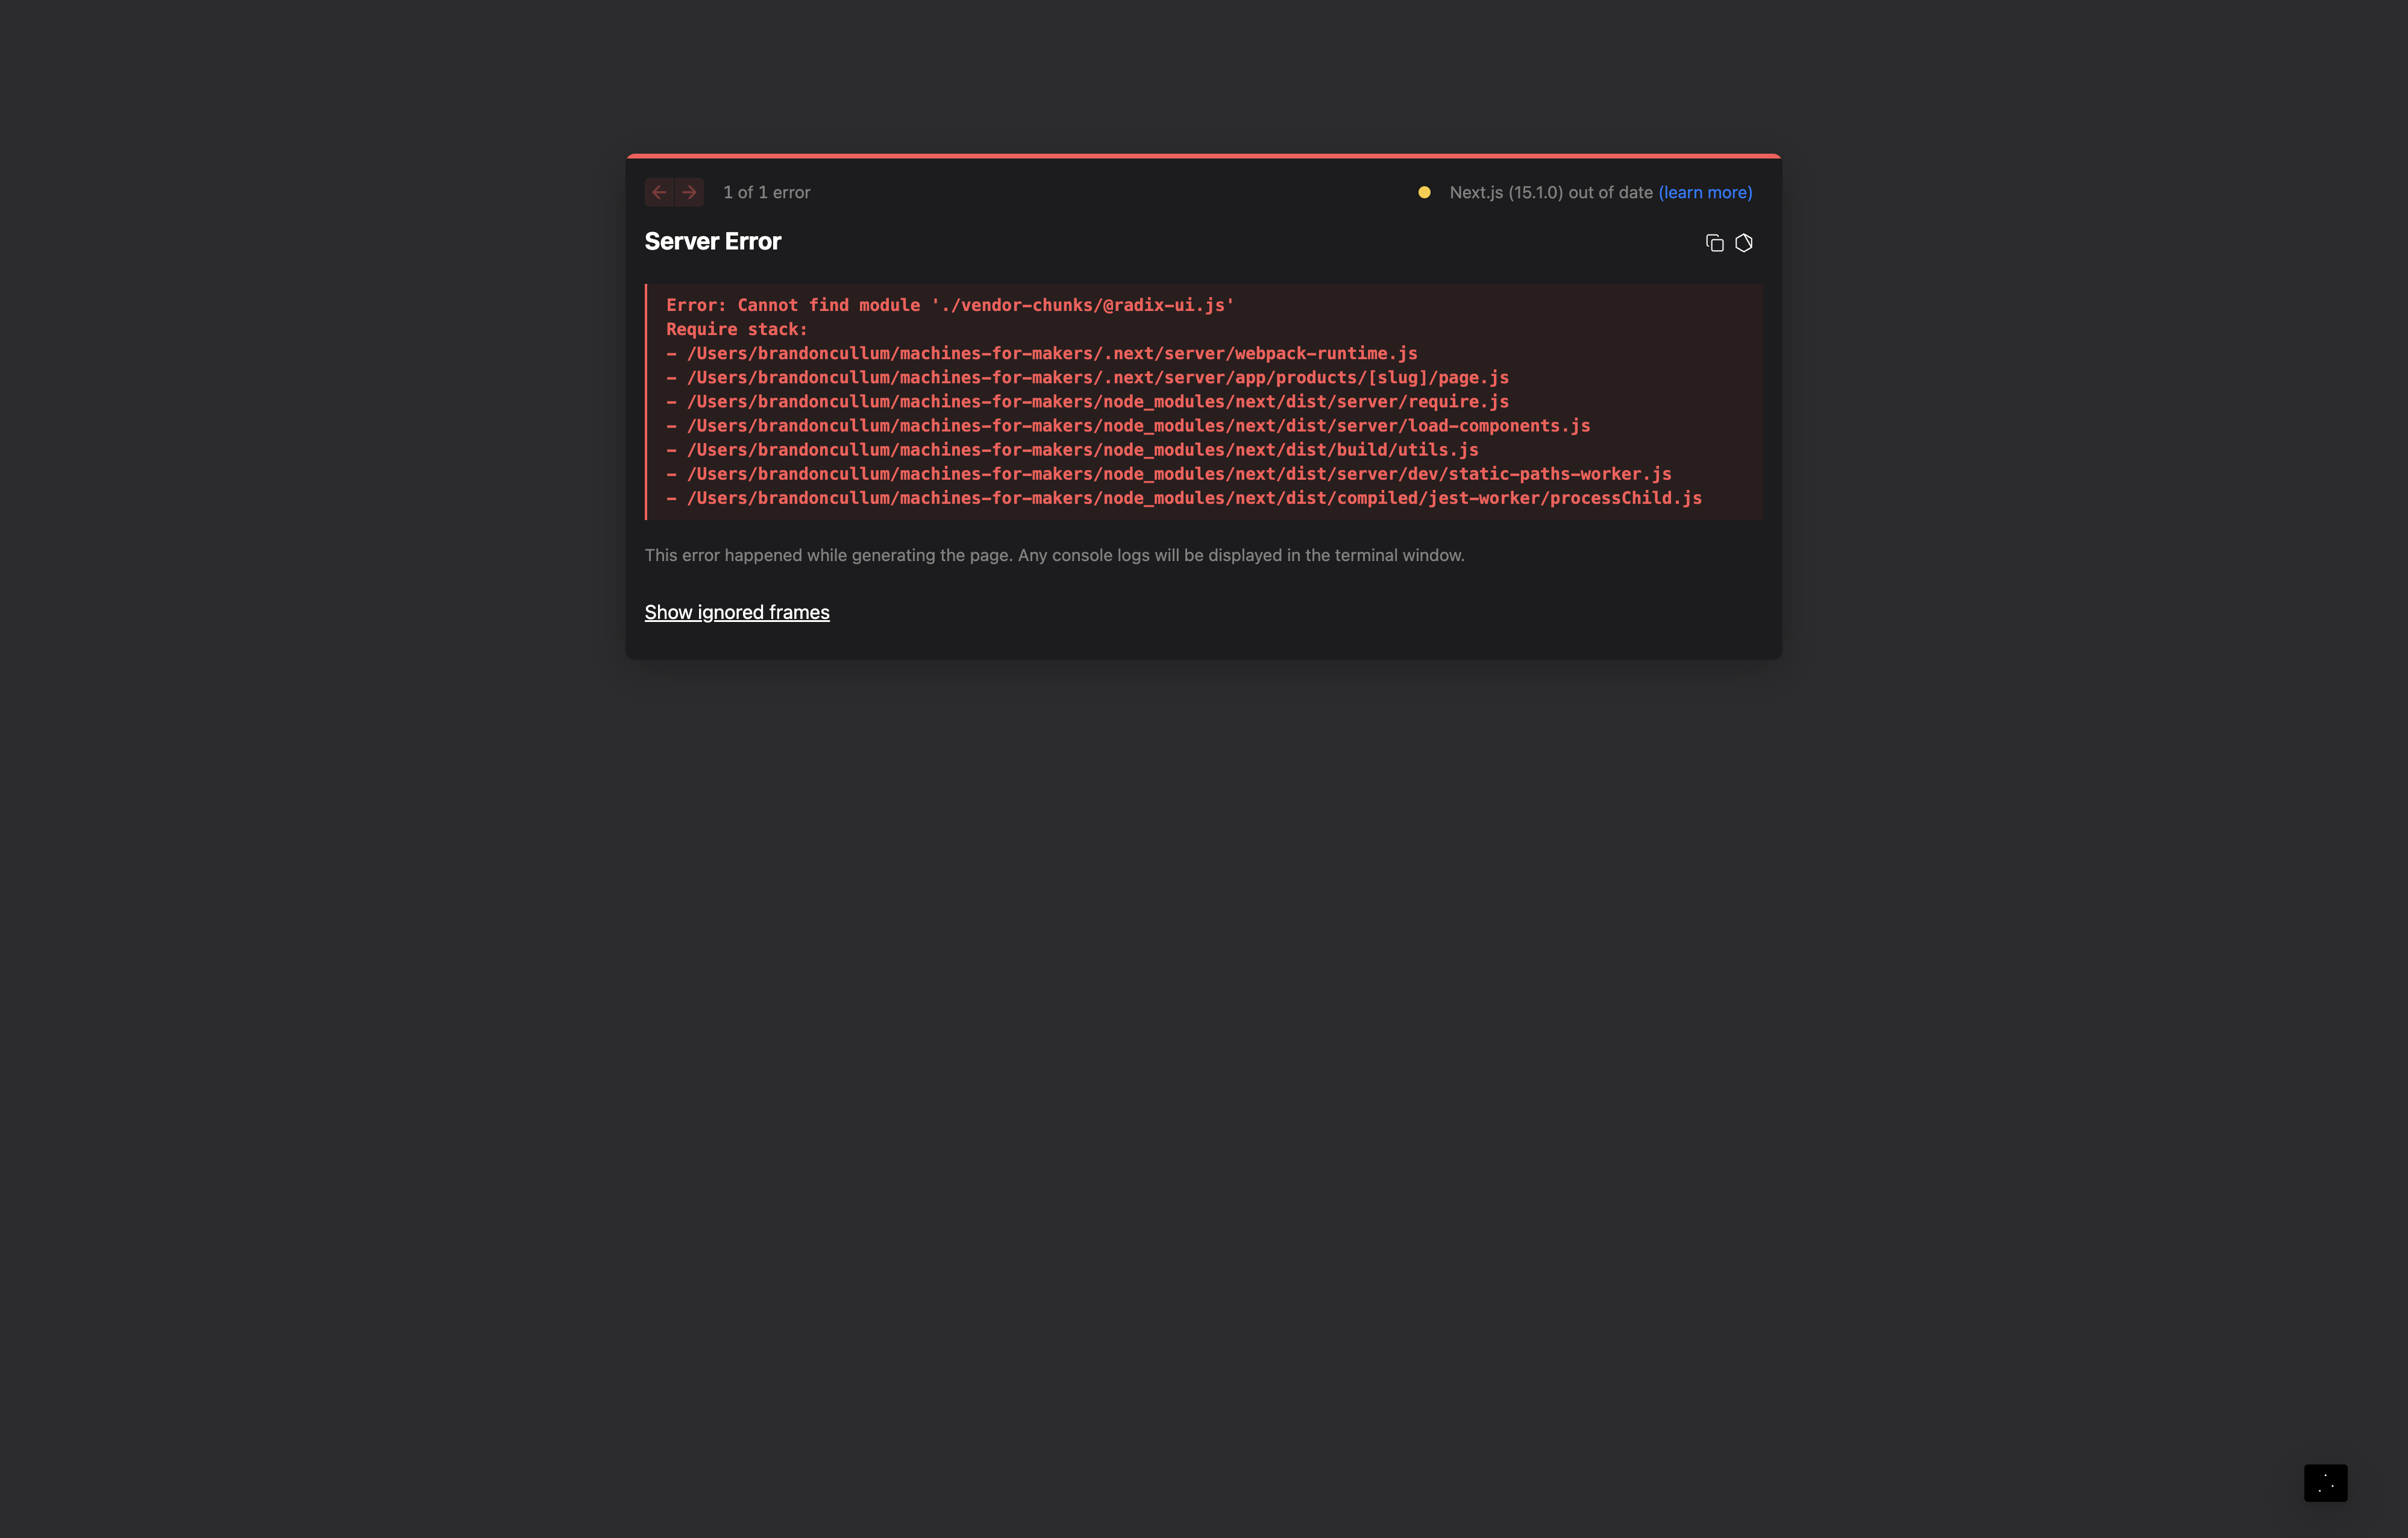 1 of 1 error
Next.js (15.1.0) out of date (learn more)
Server Error
Error: Cannot find module './vendor-chunks/@radix-ui.js'
Require stack:
- /Users/brandoncullum/machines-for-makers/.next/server/webpack-runtime.js
- /Users/brandoncullum/machines-for-makers/.next/server/app/products/[slug]/page.js
- /Users/brandoncullum/machines-for-makers/node_modules/next/dist/server/require.js
- /Users/brandoncullum/machines-for-makers/node_modules/next/dist/server/load-components.js
- /Users/brandoncullum/machines-for-makers/node_modules/next/dist/build/utils.js
- /Users/brandoncullum/machines-for-makers/node_modules/next/dist/server/dev/static-paths-worker.js
- /Users/brandoncullum/machines-for-makers/node_modules/next/dist/compiled/jest-worker/processChild.js
This error happened while generating the page. Any console logs will be displayed in the terminal window.
Show ignored frames